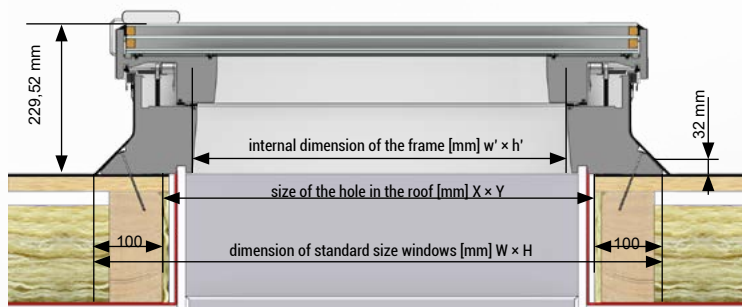 229,52 mm
32 mm
internal dimension of the frame [mm] w' × h'
size of the hole in the roof [mm] X × Y
100
100
dimension of standard size windows [mm] W × H